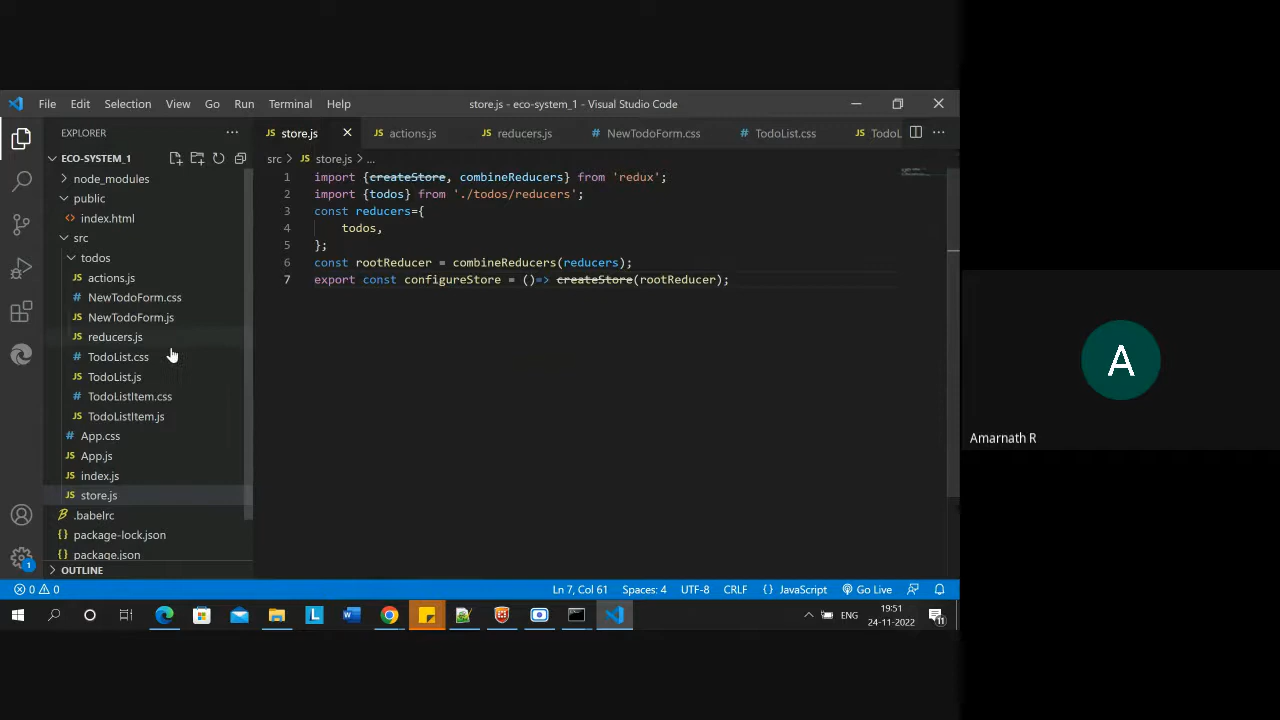 File Edit Selection View Go Run Terminal Help
store.js - eco-system_1 - Visual Studio Code
EXPLORER
ECO-SYSTEM_1
node_modules
public
index.html
src
todos
actions.js
NewTodoForm.css
NewTodoForm.js
reducers.js
TodoList.css
TodoList.js
TodoListItem.css
TodoListItem.js
App.css
App.js
index.js
store.js
.babelrc
package-lock.json
package.json
OUTLINE
store.js actions.js reducers.js NewTodoForm.css TodoList.css TodoL
src > store.js > ...
1 import {createStore, combineReducers} from 'redux';
2 import {todos} from './todos/reducers';
3 const reducers={
4 todos,
5 };
6 const rootReducer = combineReducers(reducers);
7 export const configureStore = ()=> createStore(rootReducer);
A
Amarnath R
1
0 0
Ln 7, Col 61 Spaces: 4 UTF-8 CRLF {} JavaScript Go Live
L ENG 19:51
24-11-2022
11